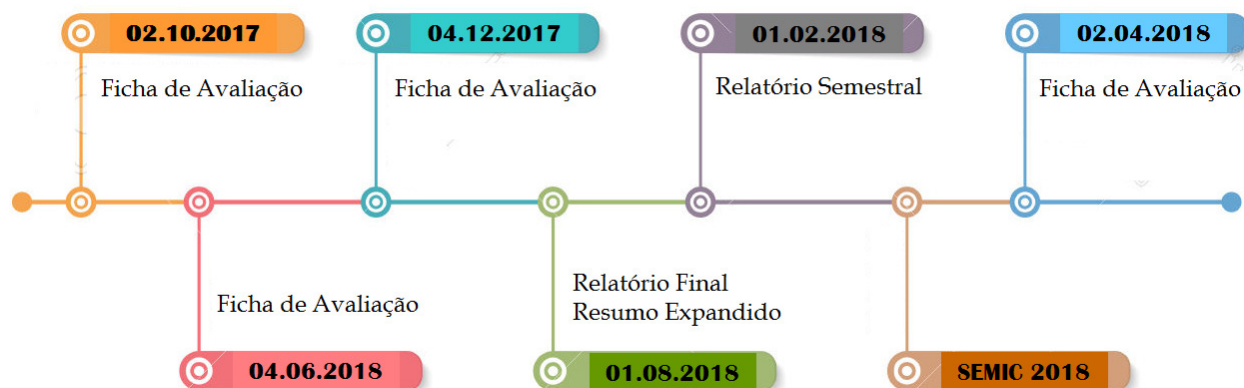 02.10.2017
Ficha de Avaliação
04.12.2017
Ficha de Avaliação
01.02.2018
Relatório Semestral
02.04.2018
Ficha de Avaliação
Ficha de Avaliação
04.06.2018
Relatório Final
Resumo Expandido
01.08.2018
SEMIC 2018